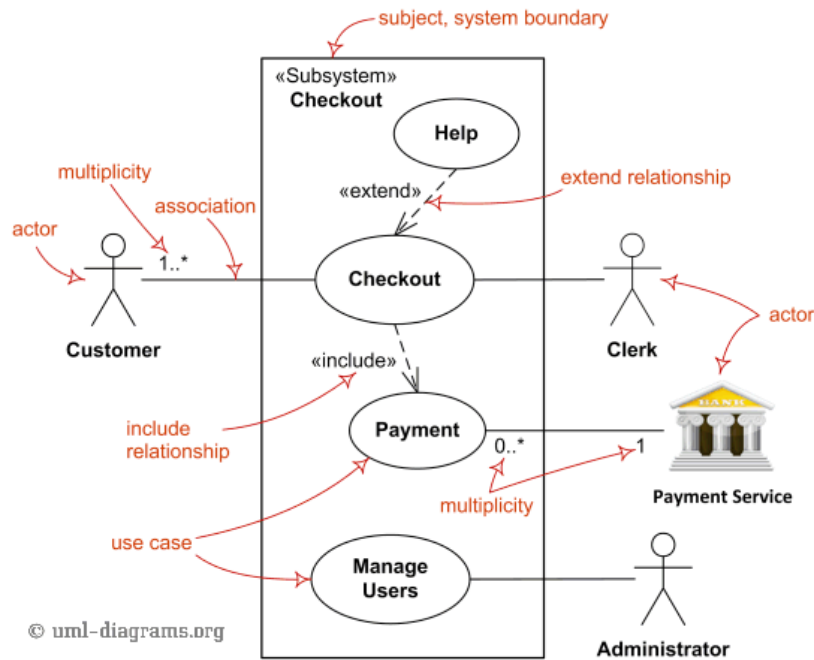 subject, system boundary
«Subsystem»
Checkout
Help
multiplicity
«extend»
extend relationship
association
actor
1..*
Checkout
actor
Customer
Clerk
«include»
BANK
include
relationship
Payment
0..*
1
Payment Service
multiplicity
use case
Manage
Users
© uml-diagrams.org
Administrator